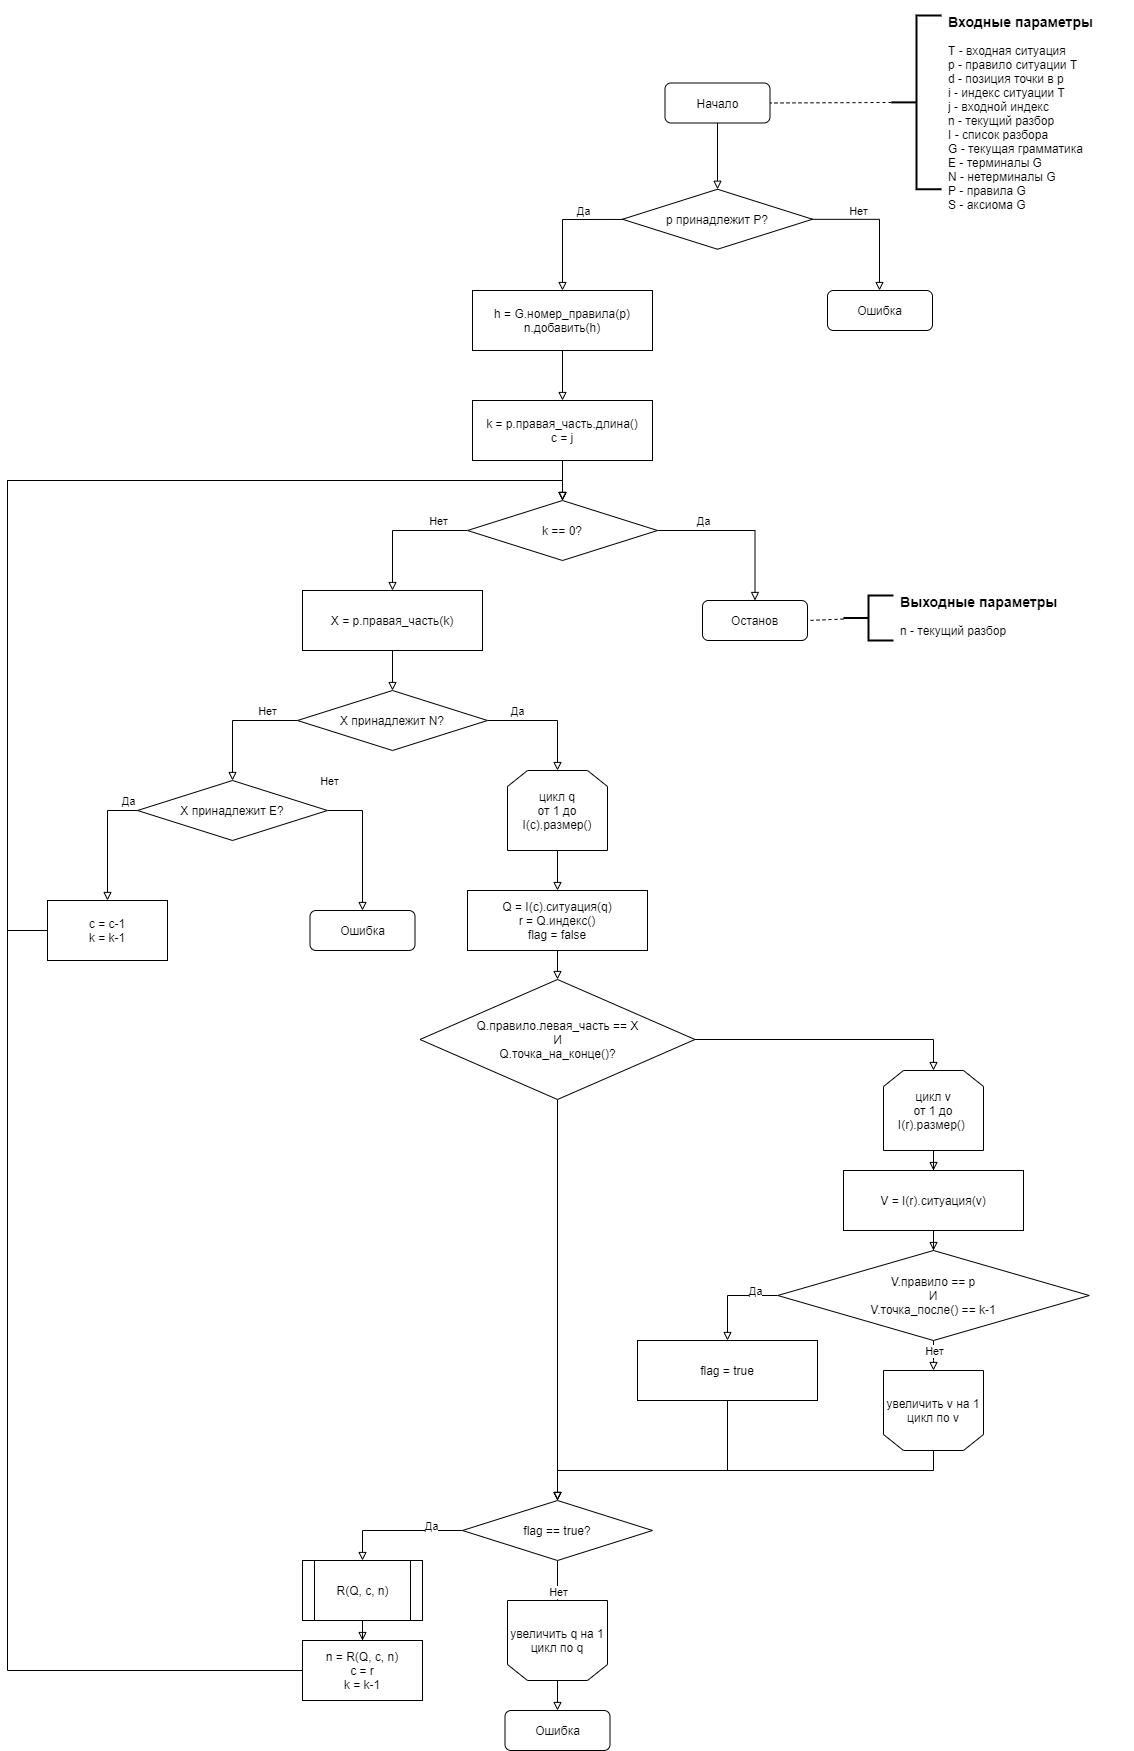 Входные параметры
T - входная ситуация
p - правило ситуации T
d - позиция точки в p
i - индекс ситуации T
j - входной индекс
n - текущий разбор
I - список разбора
G - текущая грамматика
E - терминалы G
N - нетерминалы G
P - правила G
S - аксиома G
Начало
p принадлежит P?
Да
Нет
h = G.номер_правила(p)
n.добавить(h)
Ошибка
k = p.правая_часть.длина()
c = j
k == 0?
Нет
Да
X = p.правая_часть(k)
Останов
Выходные параметры
n - текущий разбор
X принадлежит N?
Нет
Да
X принадлежит E?
Да
Нет
цикл q
от 1 до
I(c).размер()
c = c-1
k = k-1
Ошибка
Q = I(c).ситуация(q)
r = Q.индекс()
flag = false
Q.правило.левая_часть == X
И
Q.точка_на_конце()?
цикл v
от 1 до
I(r).размер()
V = I(r).ситуация(v)
V.правило == p
И
V.точка_после() == k-1
Да
Нет
flag = true
увеличить v на 1
цикл по v
flag == true?
Да
Нет
R(Q, c, n)
увеличить q на 1
цикл по q
n = R(Q, c, n)
c = r
k = k-1
Ошибка